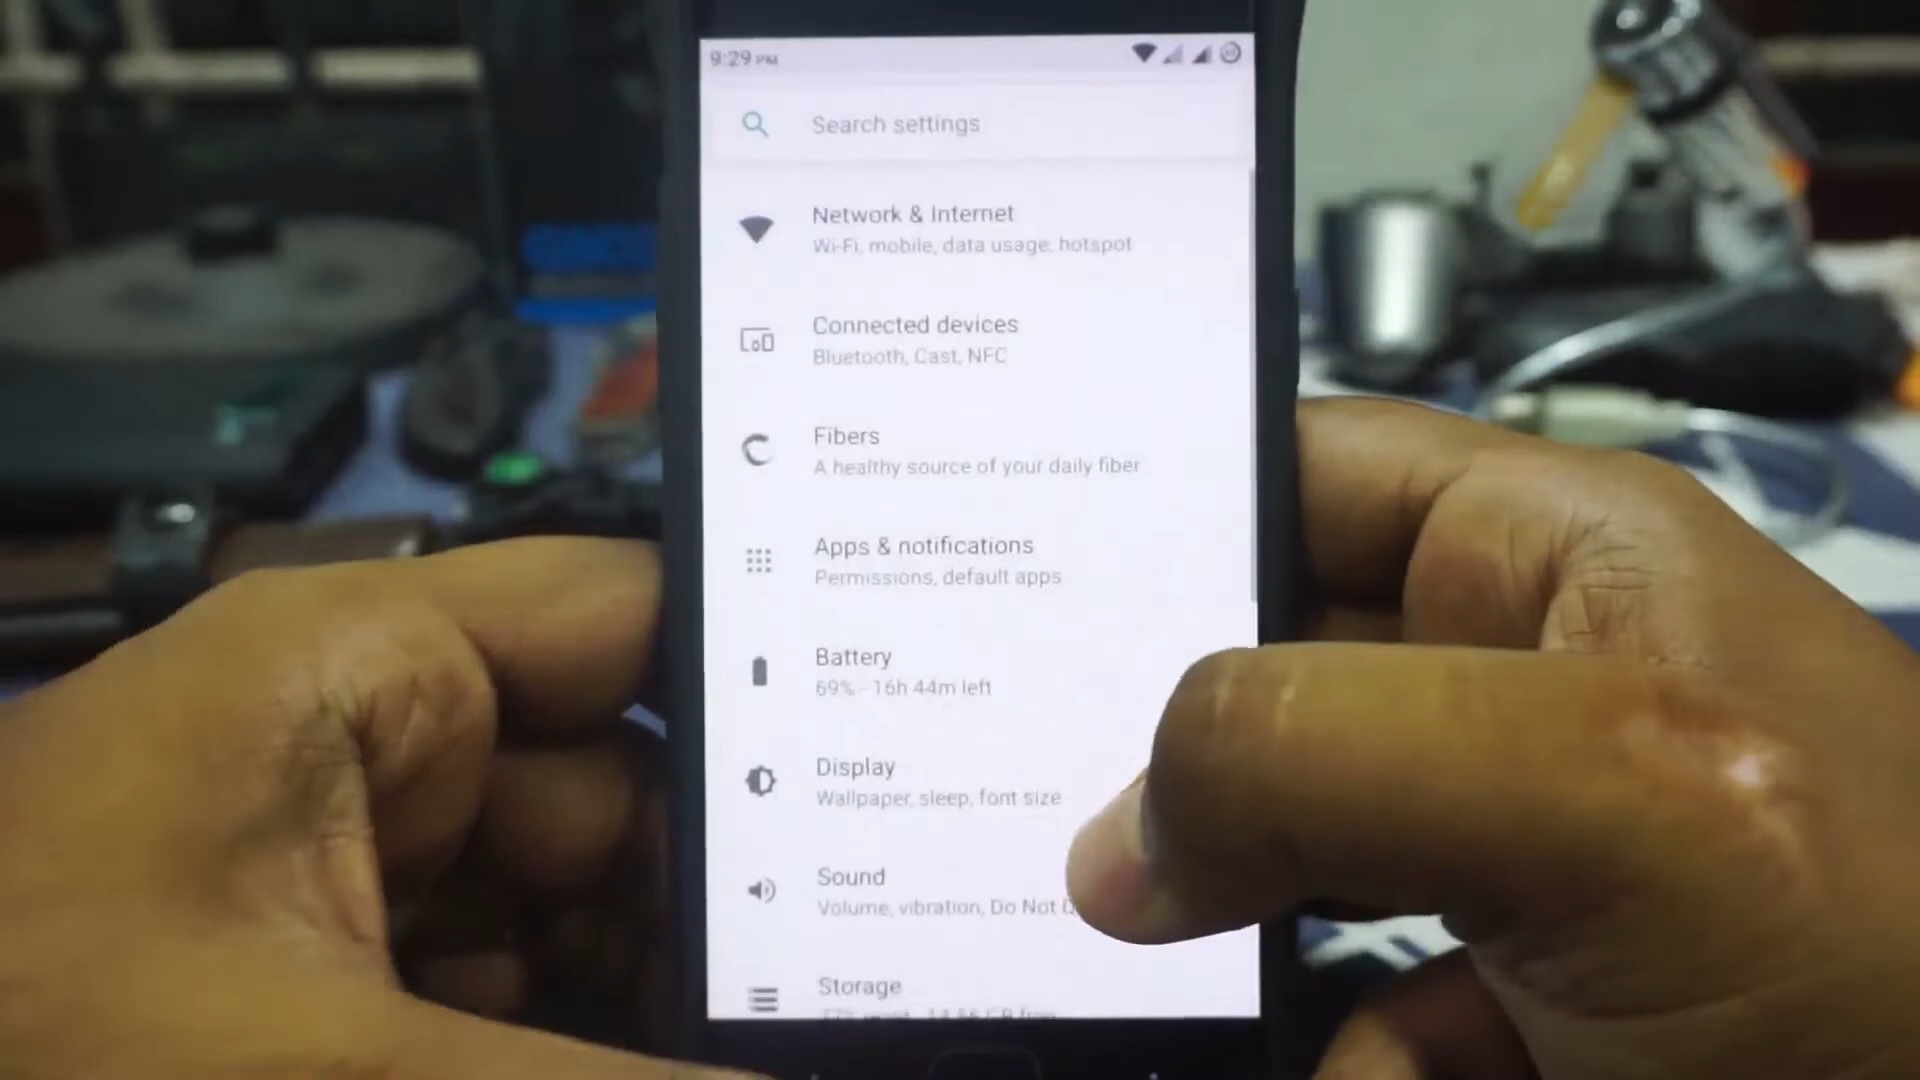 9:29 PM
Search settings
Network & Internet
Wi-Fi, mobile, data usage, hotspot
Connected devices
Bluetooth, Cast, NFC
Fibers
A healthy source of your daily fiber
Apps & notifications
Permissions, default apps
Battery
69% - 16h 44m left
Display
Wallpaper, sleep, font size
Sound
Volume, vibration, Do Not
Storage